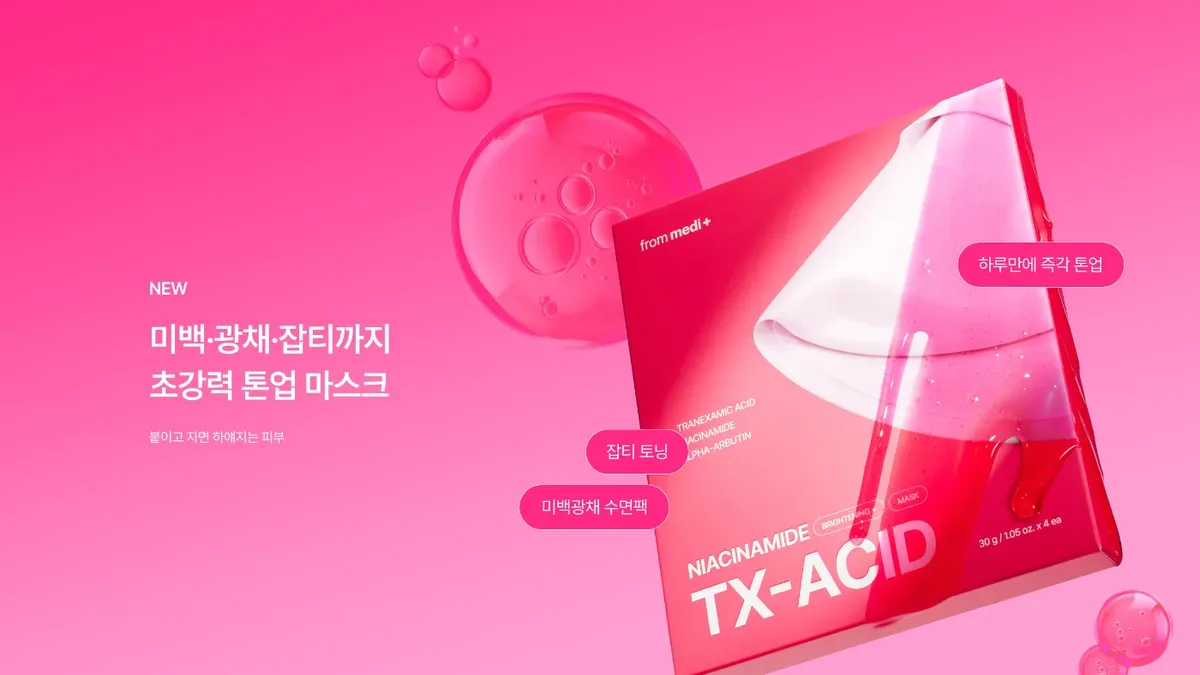 NEW
미백·광채·잡티까지
초강력 톤업 마스크
붙이고 자면 하얘지는 피부
from medi+
하루만에 즉각 톤업
TRANEXAMIC ACID
NIACINAMIDE
ALPHA-ARBUTIN
잡티 토닝
미백광채 수면팩
NIACINAMIDE
BRIGHTENING +
MASK
TX-ACID
30 g / 1.05 oz. x 4 ea